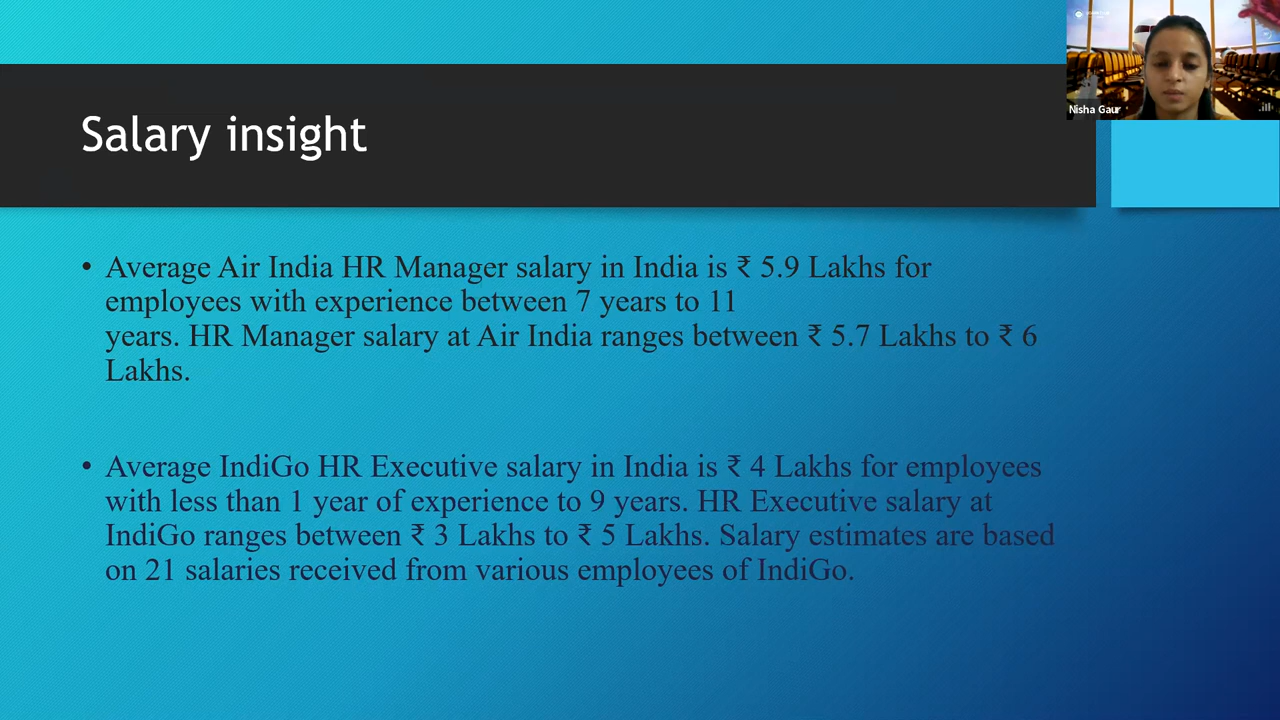 Nisha Gaur
Salary insight
• Average Air India HR Manager salary in India is ₹ 5.9 Lakhs for
employees with experience between 7 years to 11
years. HR Manager salary at Air India ranges between ₹ 5.7 Lakhs to ₹ 6
Lakhs.
• Average IndiGo HR Executive salary in India is ₹ 4 Lakhs for employees
with less than 1 year of experience to 9 years. HR Executive salary at
IndiGo ranges between ₹ 3 Lakhs to ₹ 5 Lakhs. Salary estimates are based
on 21 salaries received from various employees of IndiGo.